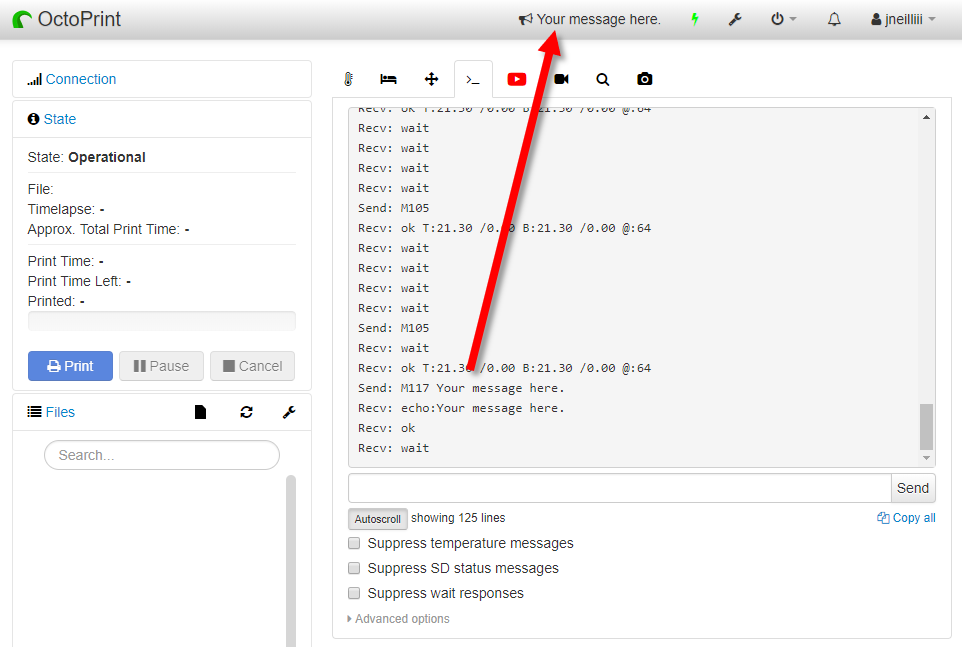 OctoPrint
Your message here.
jneilliii
Connection
State
State: Operational
File:
Timelapse: -
Approx. Total Print Time: -
Print Time: -
Print Time Left: -
Printed: -
Print
Pause
Cancel
Files
Search...
Recv: ok T:21.30 /0.00 B:21.30 /0.00 @:64
Recv: wait
Recv: wait
Recv: wait
Recv: wait
Send: M105
Recv: ok T:21.30 /0.00 B:21.30 /0.00 @:64
Recv: wait
Recv: wait
Recv: wait
Recv: wait
Send: M105
Recv: wait
Recv: ok T:21.30 /0.00 B:21.30 /0.00 @:64
Send: M117 Your message here.
Recv: echo:Your message here.
Recv: ok
Recv: wait
Send
Autoscroll showing 125 lines
Copy all
Suppress temperature messages
Suppress SD status messages
Suppress wait responses
Advanced options